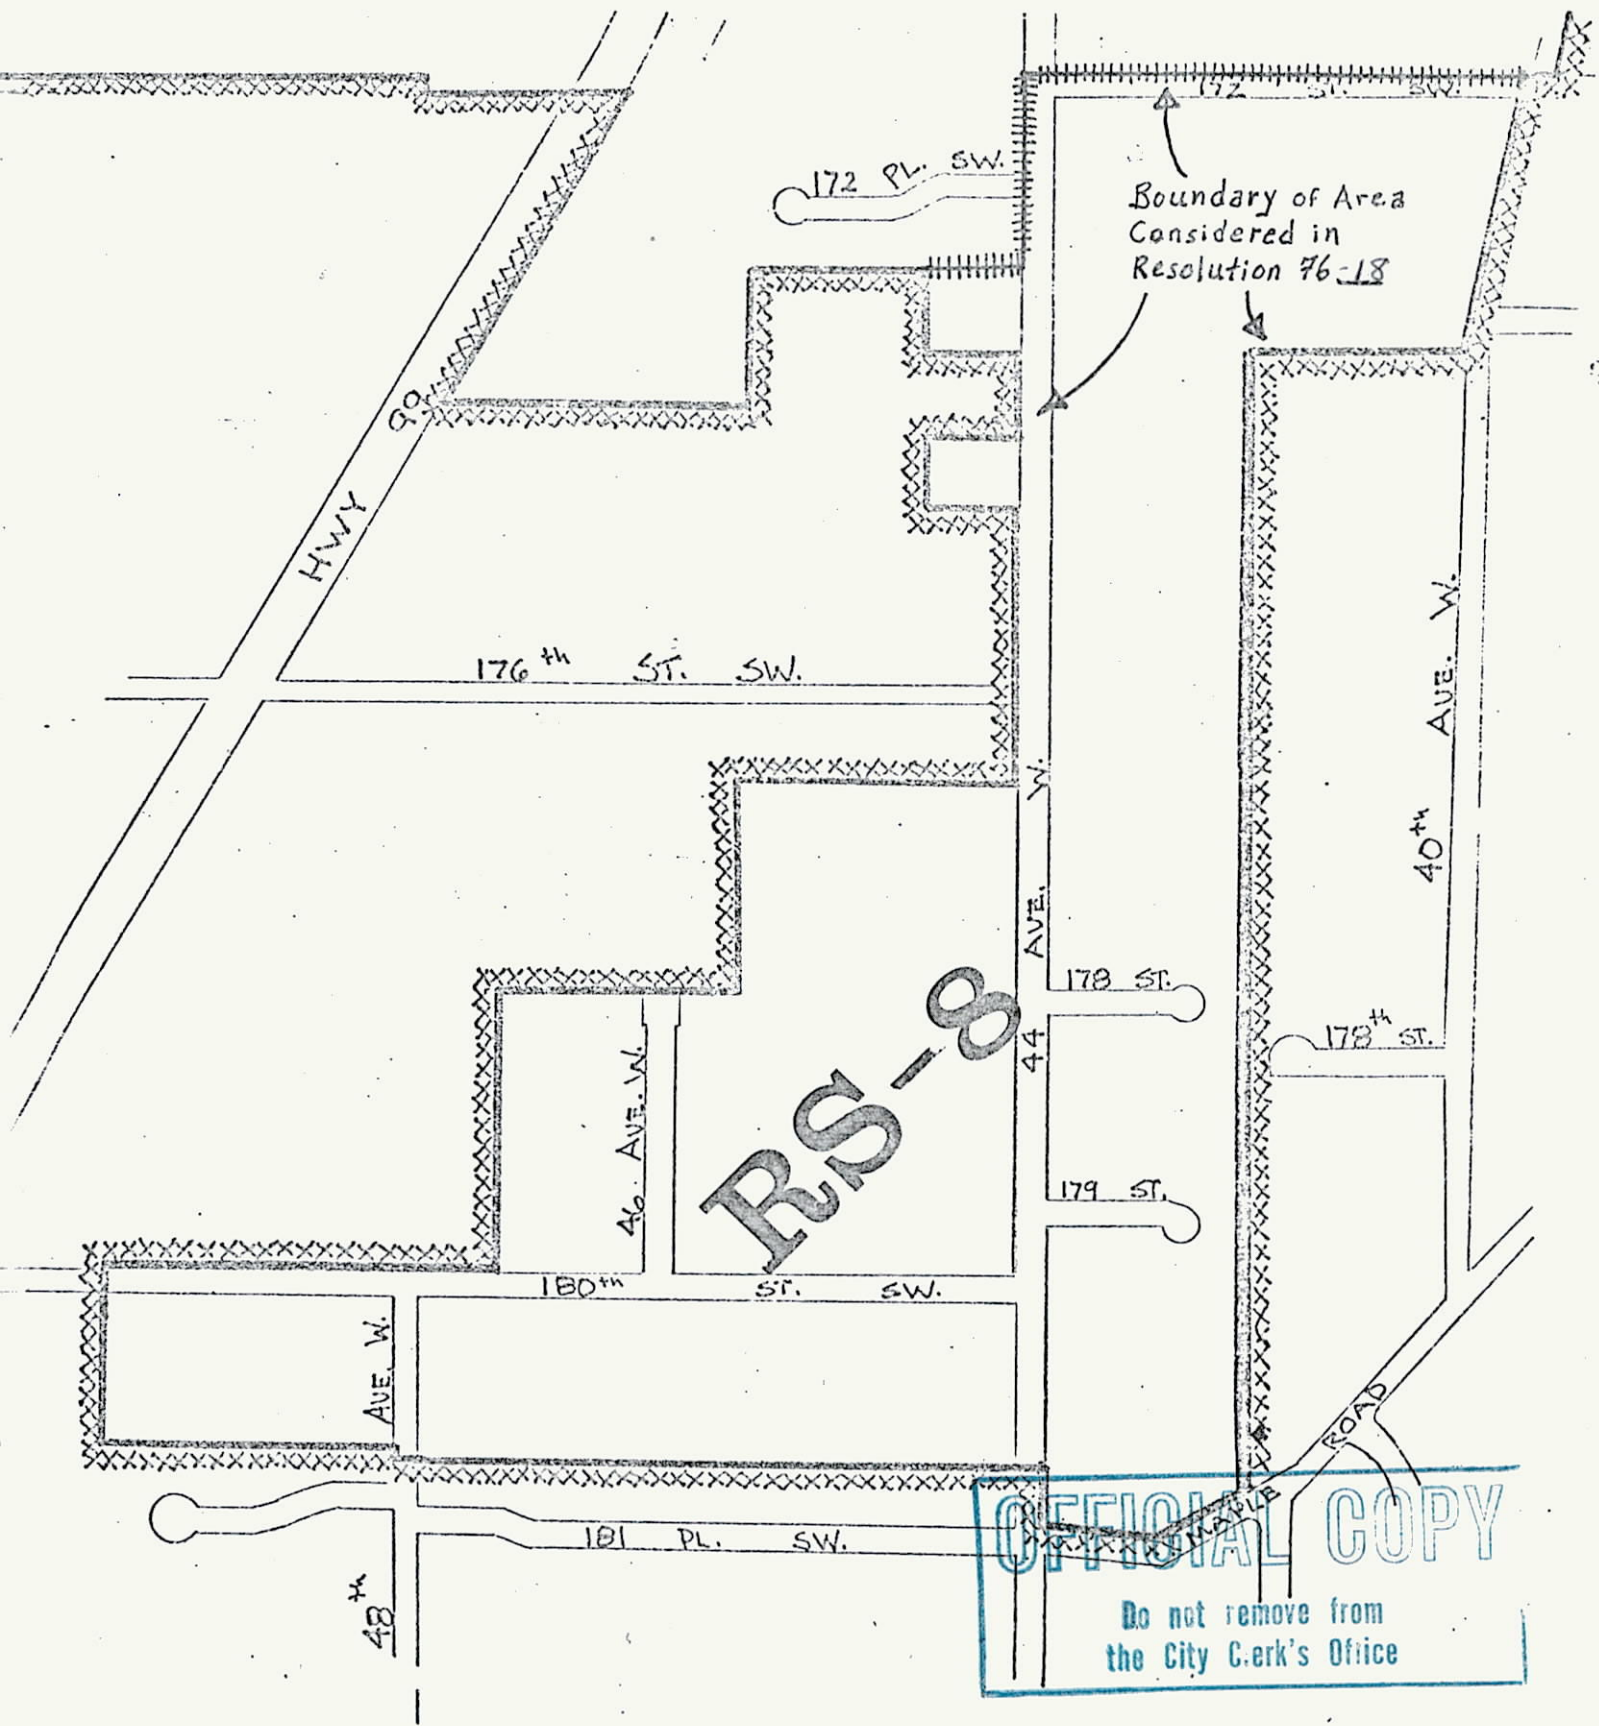 172 ST. SW.
172 PL. SW.
Boundary of Area
Considered in
Resolution 76-18
HWY 99
176th ST. SW.
40th AVE. W.
44 AVE. W.
178 ST.
178th ST.
RS-8
46 AVE. W.
179 ST.
180th ST. SW.
48th AVE. W.
MAPLE ROAD
181 PL. SW.
OFFICIAL COPY
Do not remove from
the City Clerk's Office